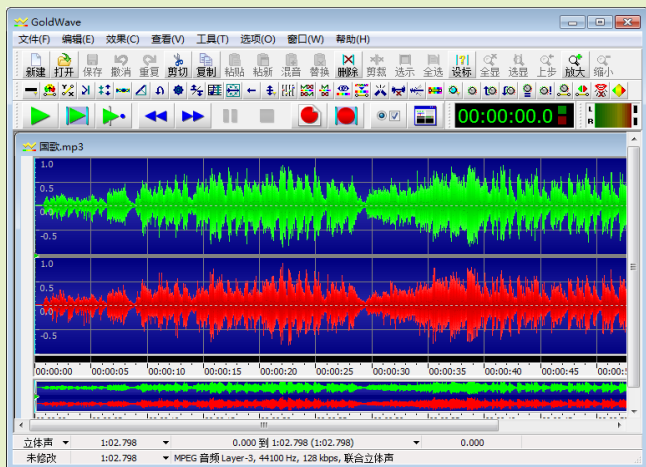 GoldWave
文件(F) 编辑(E) 效果(C) 查看(V) 工具(T) 选项(O) 窗口(W) 帮助(H)
新建 打开 保存 撤消 重复 剪切 复制 粘贴 粘新 混音 替换 删除 剪裁 选示 全选 设标 全显 选显 上步 放大 缩小
00:00:00.0
L
R
国歌.mp3
1.0
0.5
0.0
-0.5
1.0
0.5
0.0
-0.5
00:00:00 00:00:05 00:00:10 00:00:15 00:00:20 00:00:25 00:00:30 00:00:35 00:00:40 00:00:45
立体声 1:02.798 0.000 到 1:02.798 (1:02.798) 0.000
未修改 1:02.798 MPEG 音频 Layer-3, 44100 Hz, 128 kbps, 联合立体声